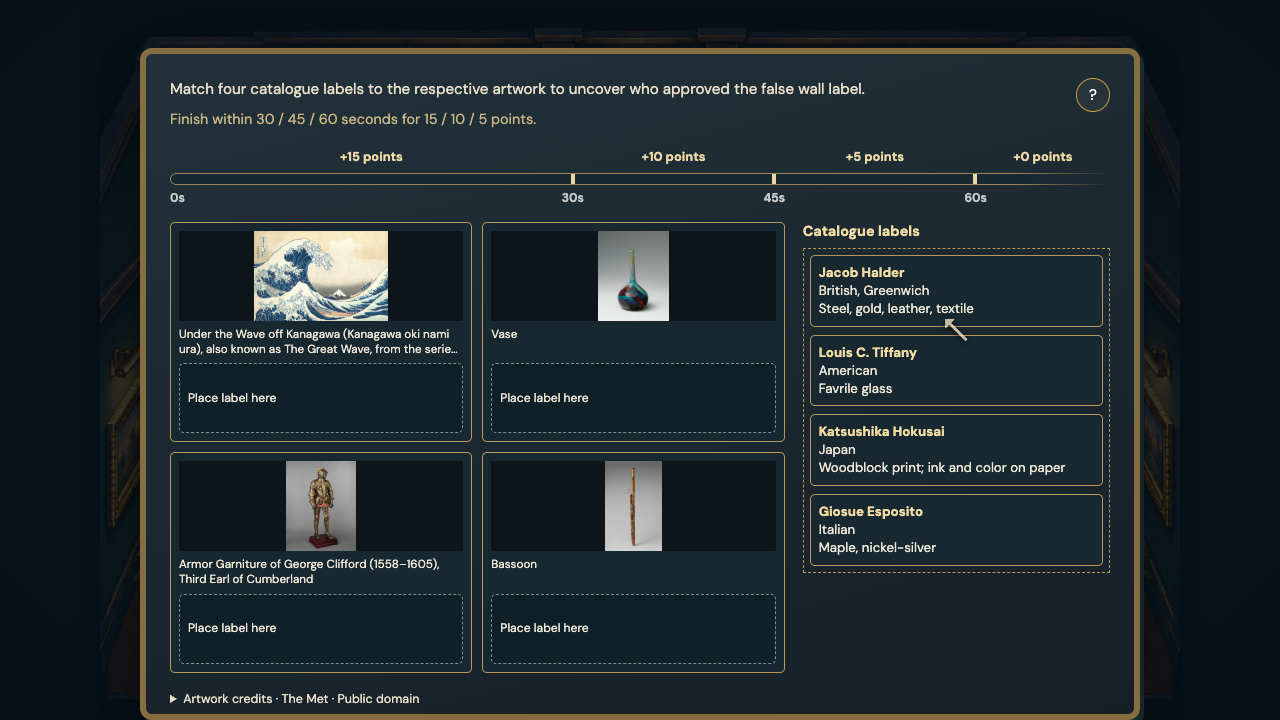 Match four catalogue labels to the respective artwork to uncover who approved the false wall label.
?
Finish within 30 / 45 / 60 seconds for 15 / 10 / 5 points.
+15 points
+10 points
+5 points
+0 points
0s
30s
45s
60s
Under the Wave off Kanagawa (Kanagawa oki nami
ura), also known as The Great Wave, from the serie…
Place label here
Vase
Place label here
Armor Garniture of George Clifford (1558–1605),
Third Earl of Cumberland
Place label here
Bassoon
Place label here
Catalogue labels
Jacob Halder
British, Greenwich
Steel, gold, leather, textile
Louis C. Tiffany
American
Favrile glass
Katsushika Hokusai
Japan
Woodblock print; ink and color on paper
Giosue Esposito
Italian
Maple, nickel-silver
Artwork credits · The Met · Public domain